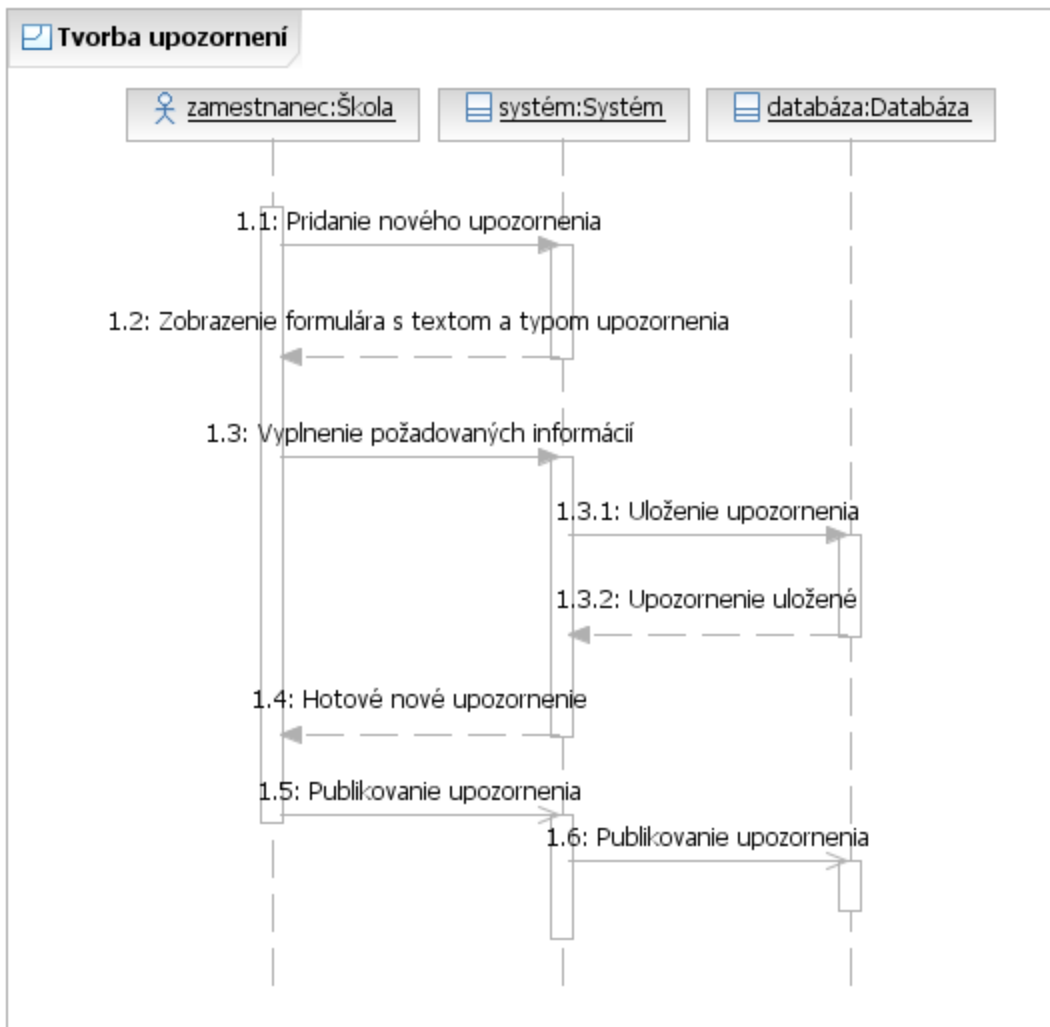 Tvorba upozornení
zamestnanec:Škola
systém:Systém
databáza:Databáza
1.1: Pridanie nového upozornenia
1.2: Zobrazenie formulára s textom a typom upozornenia
1.3: Vyplnenie požadovaných informácií
1.3.1: Uloženie upozornenia
1.3.2: Upozornenie uložené
1.4: Hotové nové upozornenie
1.5: Publikovanie upozornenia
1.6: Publikovanie upozornenia